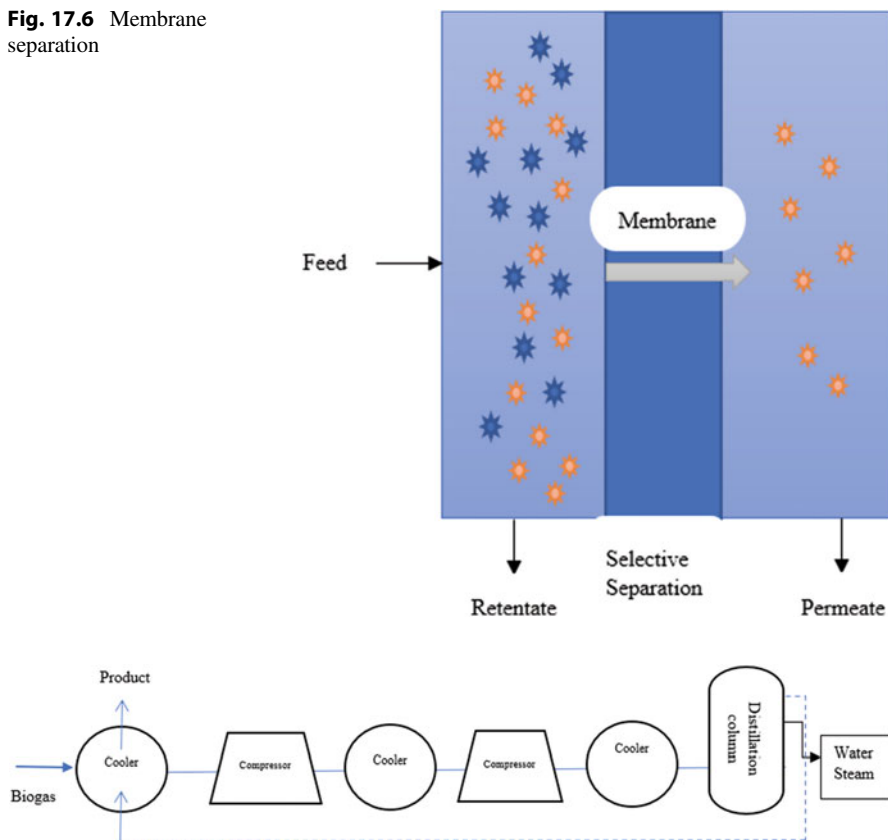 Fig. 17.6 Membrane
separation
Membrane
Feed
Selective
Separation
Retentate
Permeate
Product
Cooler
Compressor
Cooler
Compressor
Cooler
Distillation
column
Water
Steam
Biogas